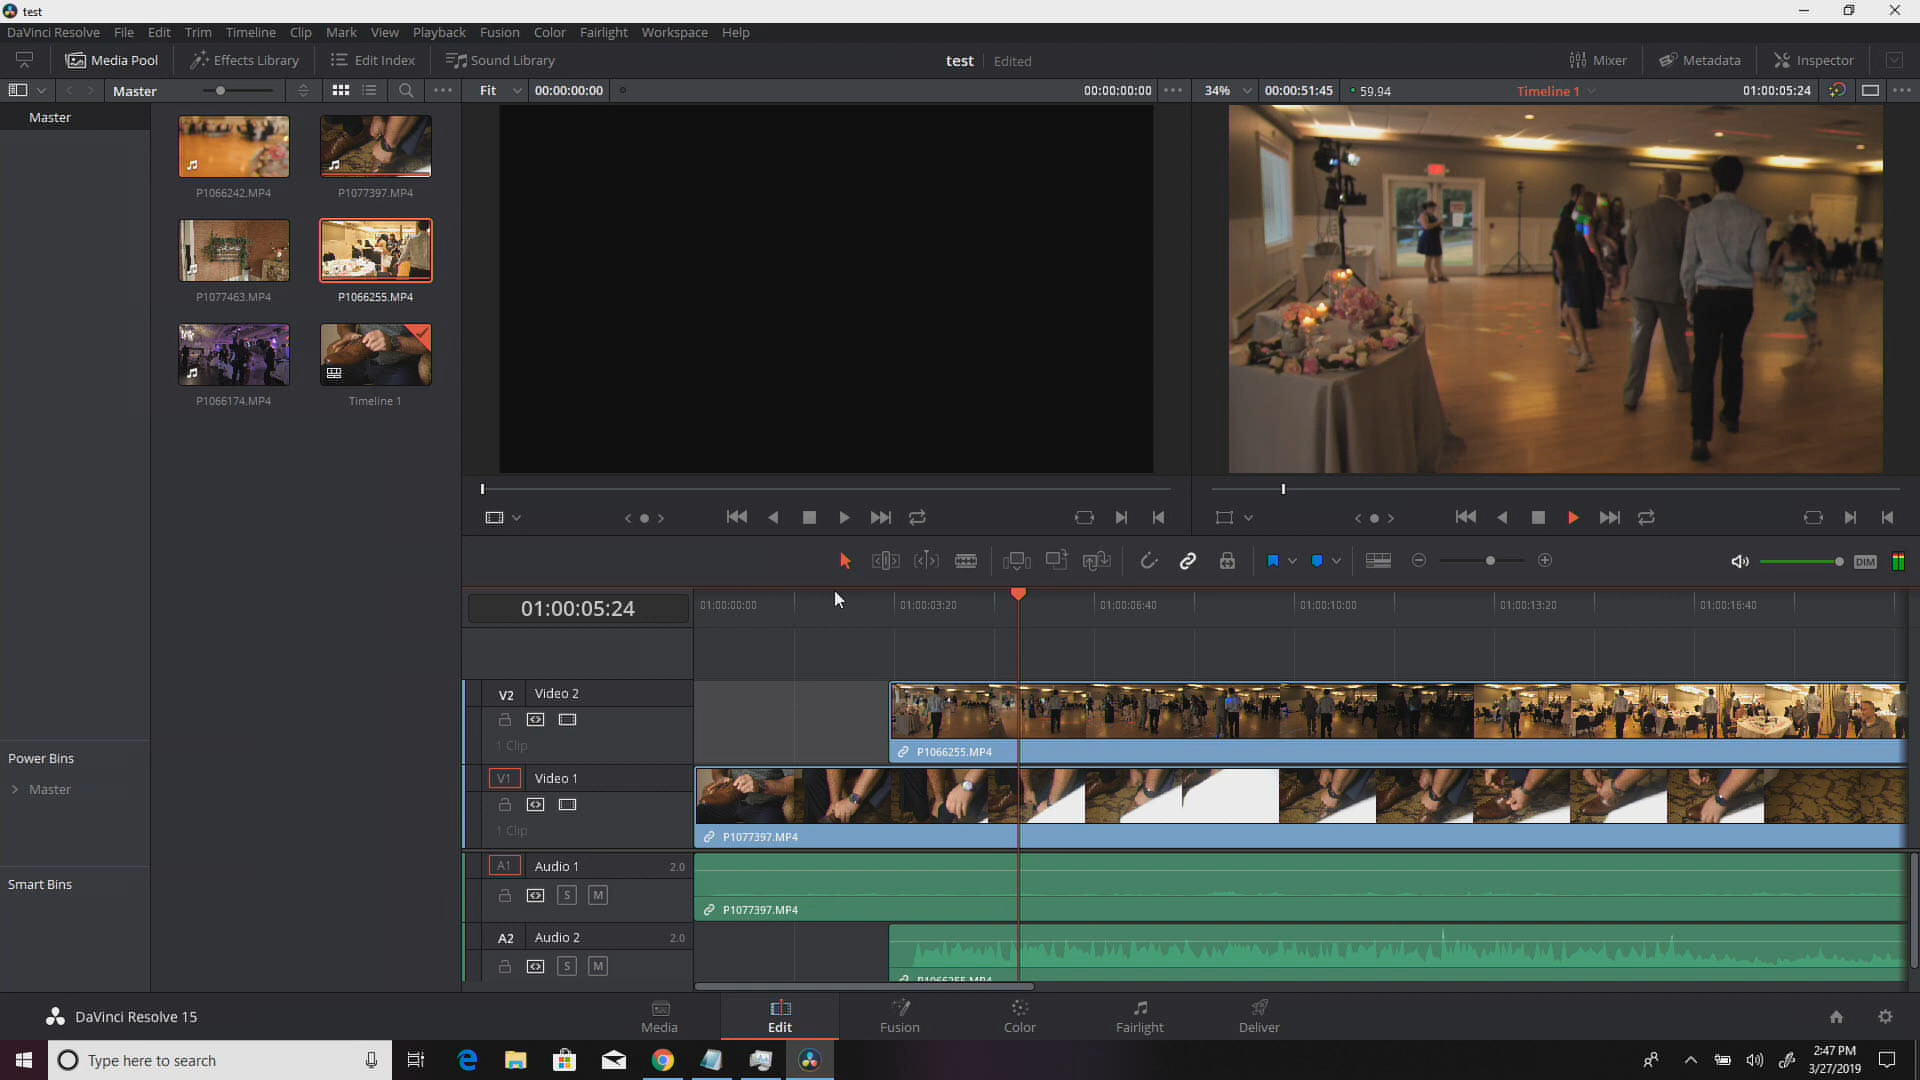 test
DaVinci Resolve File Edit Trim Timeline Clip Mark View Playback Fusion Color Fairlight Workspace Help
Media Pool Effects Library Edit Index Sound Library test Edited Mixer Metadata Inspector
Master Fit 00:00:00:00 00:00:00:00 34% 00:00:51:45 59.94 Timeline 1 01:00:05:24
Master
P1066242.MP4 P1077397.MP4
P1077463.MP4 P1066255.MP4
P1066174.MP4 Timeline 1
DIM
01:00:05:24 01:00:00:00 01:00:03:20 01:00:06:40 01:00:10:00 01:00:13:20 01:00:16:40
V2 Video 2
1 Clip
P1066255.MP4
Power Bins
V1 Video 1
Master
1 Clip
P1077397.MP4
A1 Audio 1 2.0
Smart Bins
S M
P1077397.MP4
A2 Audio 2 2.0
S M
P1066255.MP4
DaVinci Resolve 15
Media Edit Fusion Color Fairlight Deliver
Type here to search
2:47 PM
3/27/2019